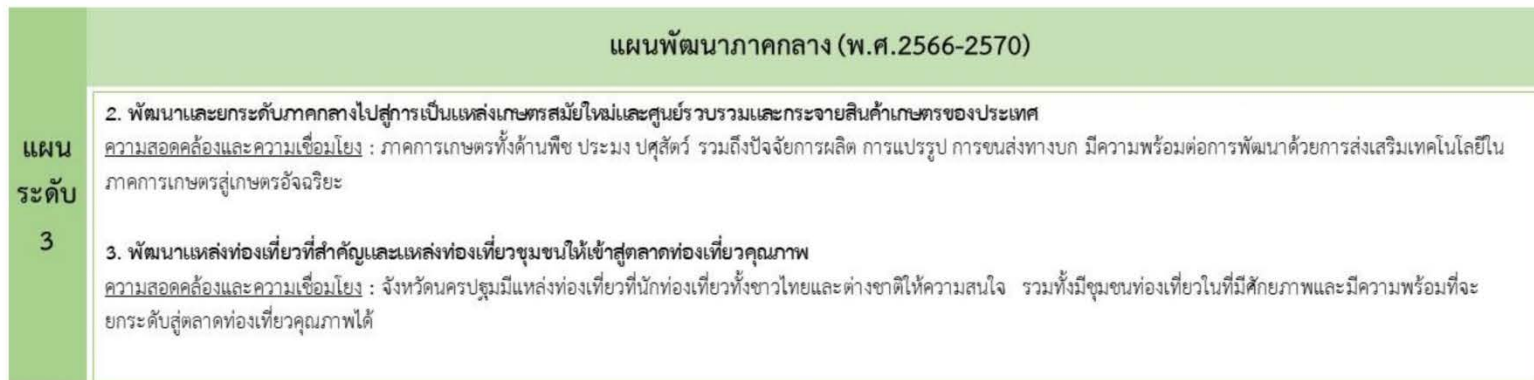 แผนพัฒนาภาคกลาง (พ.ศ.2566-2570)
แผน
ระดับ
3
2. พัฒนาและยกระดับภาคกลางไปสู่การเป็นแหล่งเกษตรสมัยใหม่และศูนย์รวบรวมและกระจายสินค้าเกษตรของประเทศ
ความสอดคล้องและความเชื่อมโยง : ภาคการเกษตรทั้งด้านพืช ประมง ปศุสัตว์ รวมถึงปัจจัยการผลิต การแปรรูป การขนส่งทางบก มีความพร้อมต่อการพัฒนาด้วยการส่งเสริมเทคโนโลยีใน
ภาคการเกษตรสู่เกษตรอัจฉริยะ
3. พัฒนาแหล่งท่องเที่ยวที่สำคัญและแหล่งท่องเที่ยวชุมชนให้เข้าสู่ตลาดท่องเที่ยวคุณภาพ
ความสอดคล้องและความเชื่อมโยง : จังหวัดนครปฐมมีแหล่งท่องเที่ยวที่นักท่องเที่ยวทั้งชาวไทยและต่างชาติให้ความสนใจ รวมทั้งมีชุมชนท่องเที่ยวในที่มีศักยภาพและมีความพร้อมที่จะ
ยกระดับสู่ตลาดท่องเที่ยวคุณภาพได้